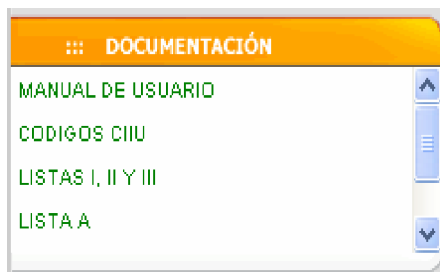 ::: DOCUMENTACIÓN
MANUAL DE USUARIO
CODIGOS CIIU
LISTAS I, II Y III
LISTA A